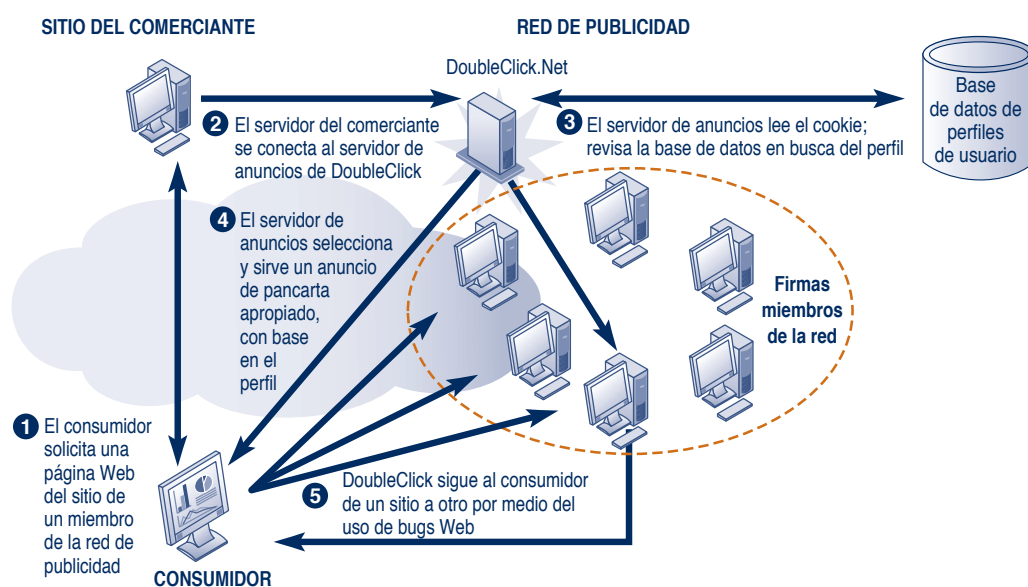 SITIO DEL COMERCIANTE
RED DE PUBLICIDAD
DoubleClick.Net
Base
de datos de
perfiles
de usuario
2 El servidor del comerciante
se conecta al servidor de
anuncios de DoubleClick
3 El servidor de anuncios lee el cookie;
revisa la base de datos en busca del perfil
4 El servidor de
anuncios selecciona
y sirve un anuncio
de pancarta
apropiado,
con base
en el
perfil
Firmas
miembros
de la red
1 El consumidor
solicita una
página Web
del sitio de
un miembro
de la red de
publicidad
5 DoubleClick sigue al consumidor
de un sitio a otro por medio del
uso de bugs Web
CONSUMIDOR